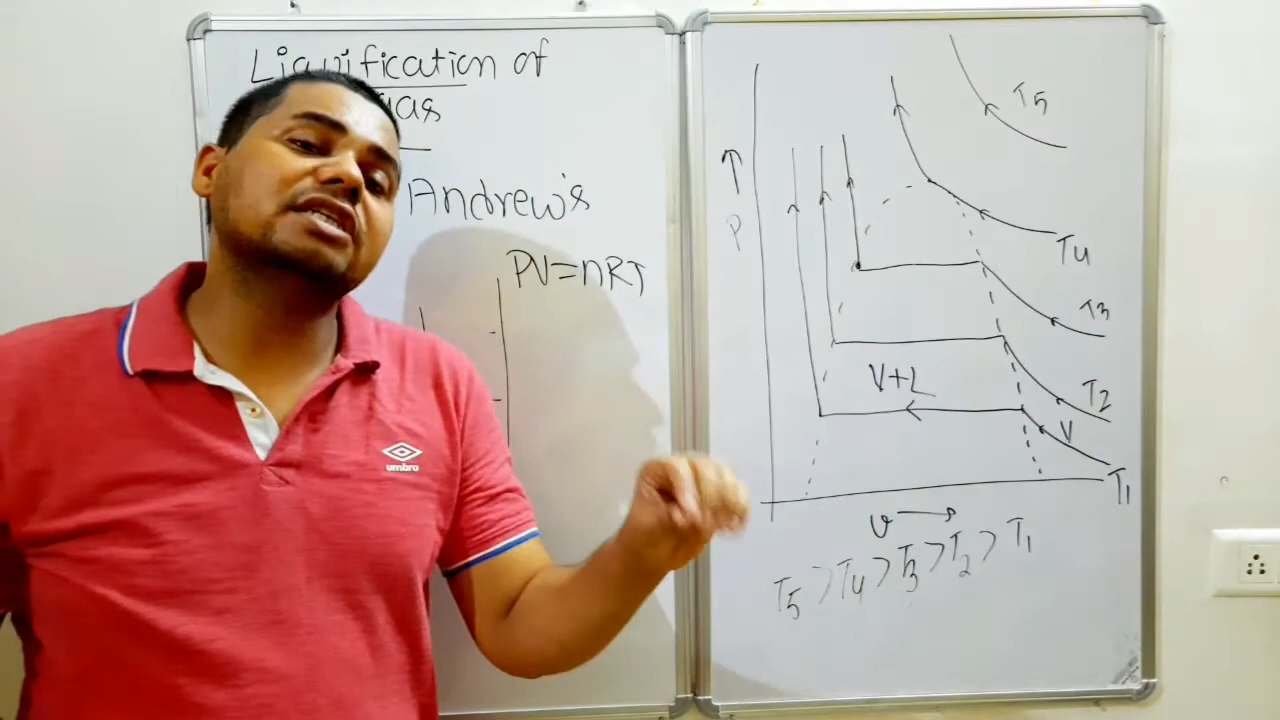 Liquification of
gas
Andrew's
PV=nRT
umbro
↑
P
T5
T4
T3
V+L
T2
V
T1
v →
T5 > T4 > T3 > T2 > T1